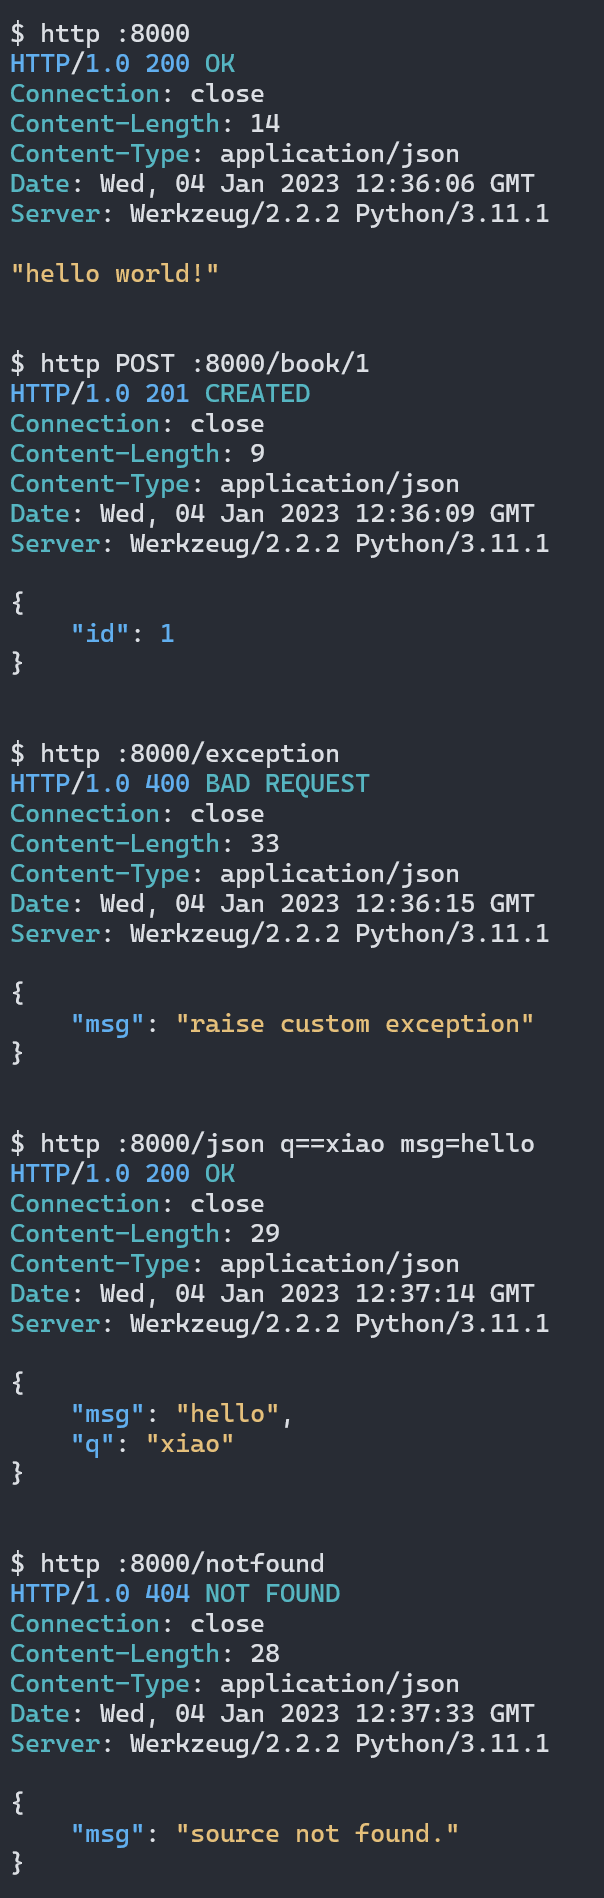 $ http :8000
HTTP/1.0 200 OK
Connection: close
Content-Length: 14
Content-Type: application/json
Date: Wed, 04 Jan 2023 12:36:06 GMT
Server: Werkzeug/2.2.2 Python/3.11.1

"hello world!"


$ http POST :8000/book/1
HTTP/1.0 201 CREATED
Connection: close
Content-Length: 9
Content-Type: application/json
Date: Wed, 04 Jan 2023 12:36:09 GMT
Server: Werkzeug/2.2.2 Python/3.11.1

{
    "id": 1
}


$ http :8000/exception
HTTP/1.0 400 BAD REQUEST
Connection: close
Content-Length: 33
Content-Type: application/json
Date: Wed, 04 Jan 2023 12:36:15 GMT
Server: Werkzeug/2.2.2 Python/3.11.1

{
    "msg": "raise custom exception"
}


$ http :8000/json q==xiao msg=hello
HTTP/1.0 200 OK
Connection: close
Content-Length: 29
Content-Type: application/json
Date: Wed, 04 Jan 2023 12:37:14 GMT
Server: Werkzeug/2.2.2 Python/3.11.1

{
    "msg": "hello",
    "q": "xiao"
}


$ http :8000/notfound
HTTP/1.0 404 NOT FOUND
Connection: close
Content-Length: 28
Content-Type: application/json
Date: Wed, 04 Jan 2023 12:37:33 GMT
Server: Werkzeug/2.2.2 Python/3.11.1

{
    "msg": "source not found."
}